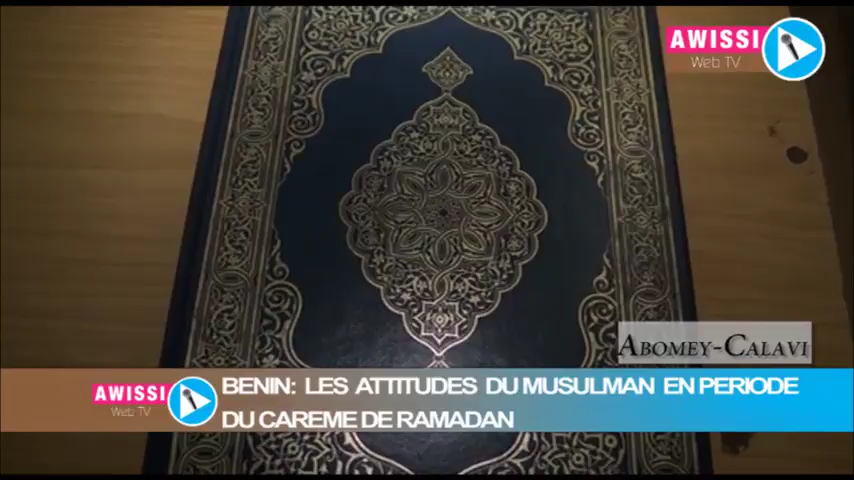 AWISSI
Web TV
ABOMEY-CALAVI
AWISSI
Web TV
BENIN: LES ATTITUDES DU MUSULMAN EN PERIODE
DU CAREME DE RAMADAN